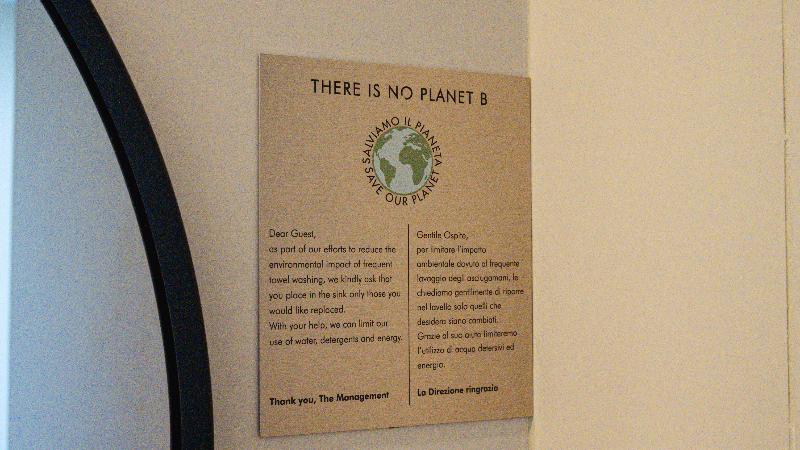 THERE IS NO PLANET B
SALVIAMO IL PIANETA
SAVE OUR PLANET
Dear Guest,
as part of our efforts to reduce the
environmental impact of frequent
towel washing, we kindly ask that
you place in the sink only those you
would like replaced.
With your help, we can limit our
use of water, detergents and energy.
Thank you, The Management
Gentile Ospite,
per limitare l'impatto
ambientale dovuto al frequente
lavaggio degli asciugamani, le
chiediamo gentilmente di riporre
nel lavello solo quelli che
desidera siano cambiati.
Grazie al suo aiuto limiteremo
l'utilizzo di acqua detersivi ed
energia.
La Direzione ringrazia